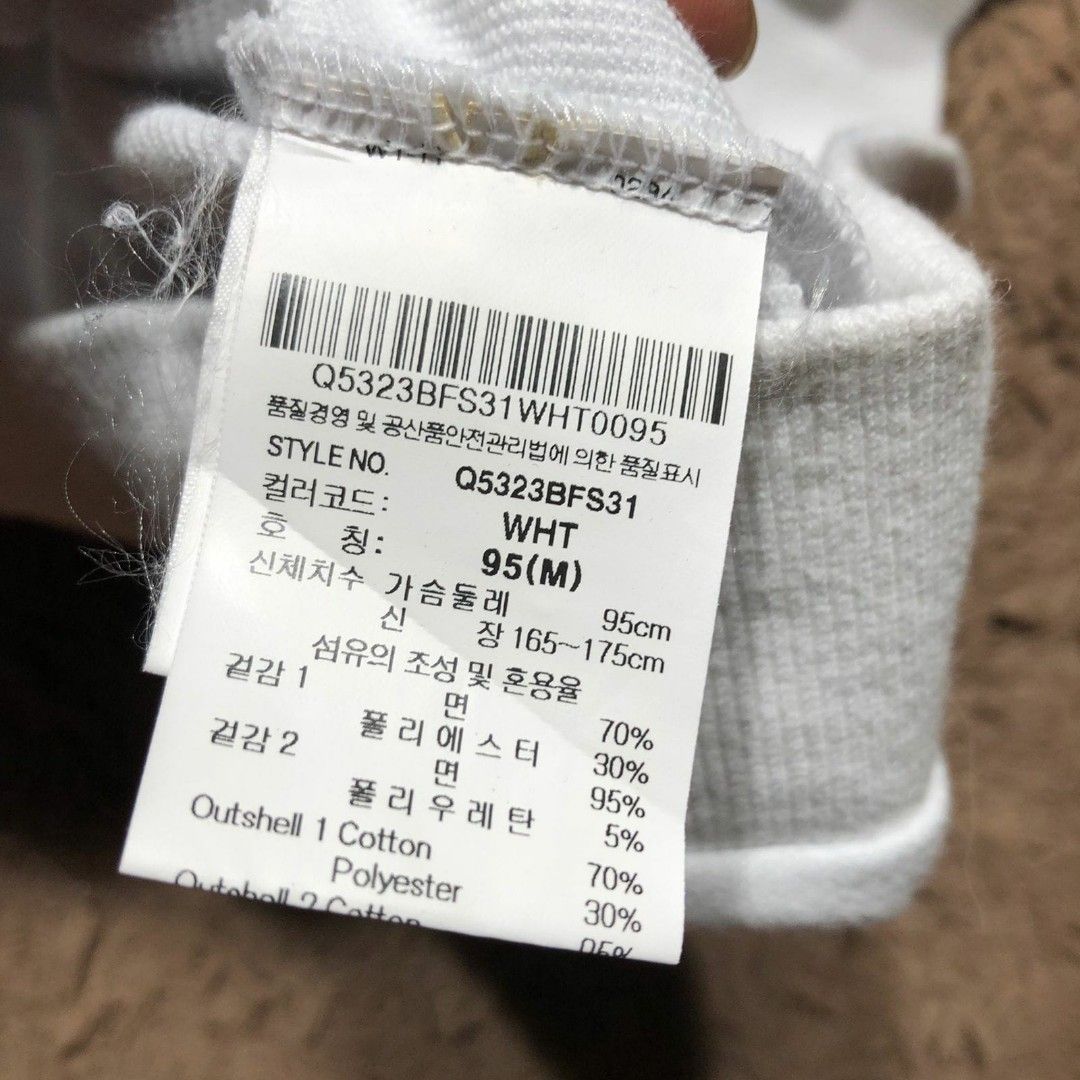 Q5323BFS31WHT0095
품질경영 및 공산품안전관리법에 의한 품질표시
STYLE NO. Q5323BFS31
컬러코드: WHT
호 칭: 95(M)
신체치수 가슴둘레 95cm
신 장 165~175cm
섬유의 조성 및 혼용율
겉감 1 면 70%
폴 리 에 스 터 30%
겉감 2 면 95%
폴 리 우 레 탄 5%
Outshell 1 Cotton 70%
Polyester 30%
Outshell 2 Cotton 95%